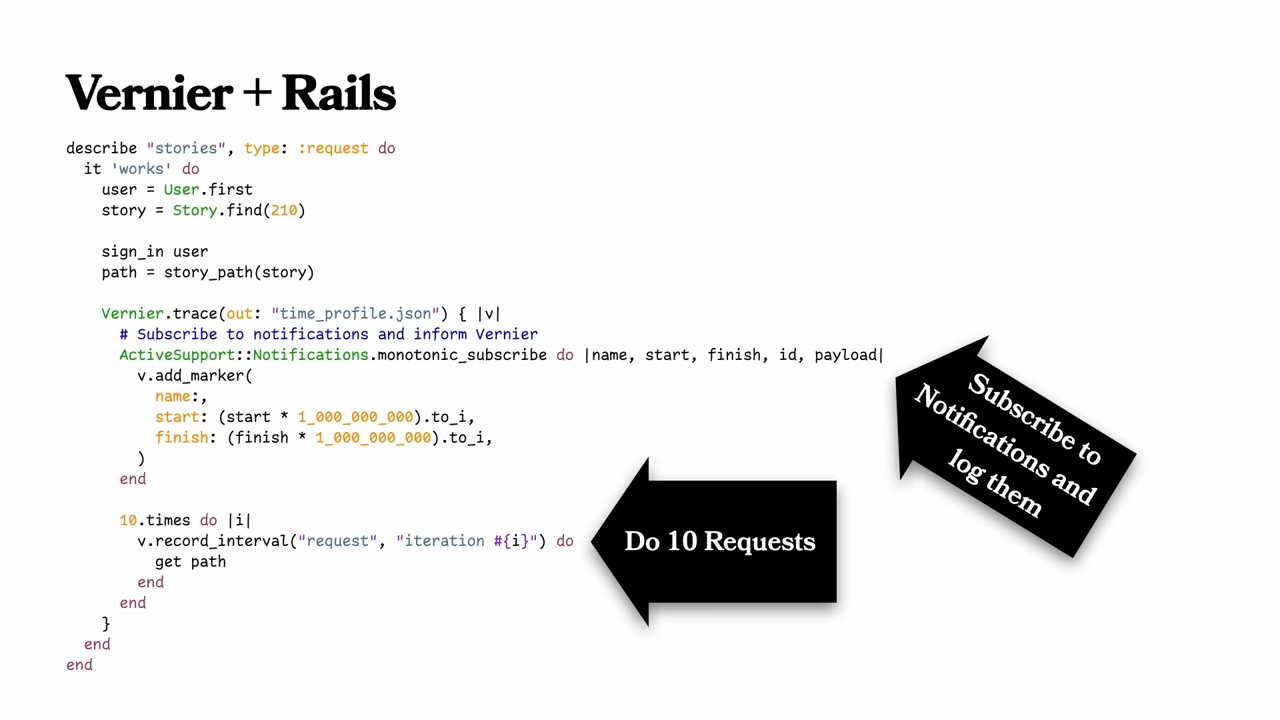 Vernier + Rails
describe "stories", type: :request do
  it 'works' do
    user = User.first
    story = Story.find(210)

    sign_in user
    path = story_path(story)

    Vernier.trace(out: "time_profile.json") { |v|
      # Subscribe to notifications and inform Vernier
      ActiveSupport::Notifications.monotonic_subscribe do |name, start, finish, id, payload|
        v.add_marker(
          name:,
          start: (start * 1_000_000_000).to_i,
          finish: (finish * 1_000_000_000).to_i,
        )
      end

      10.times do |i|
        v.record_interval("request", "iteration #{i}") do
          get path
        end
      end
    }
  end
end
Subscribe to
Notifications and
log them
Do 10 Requests